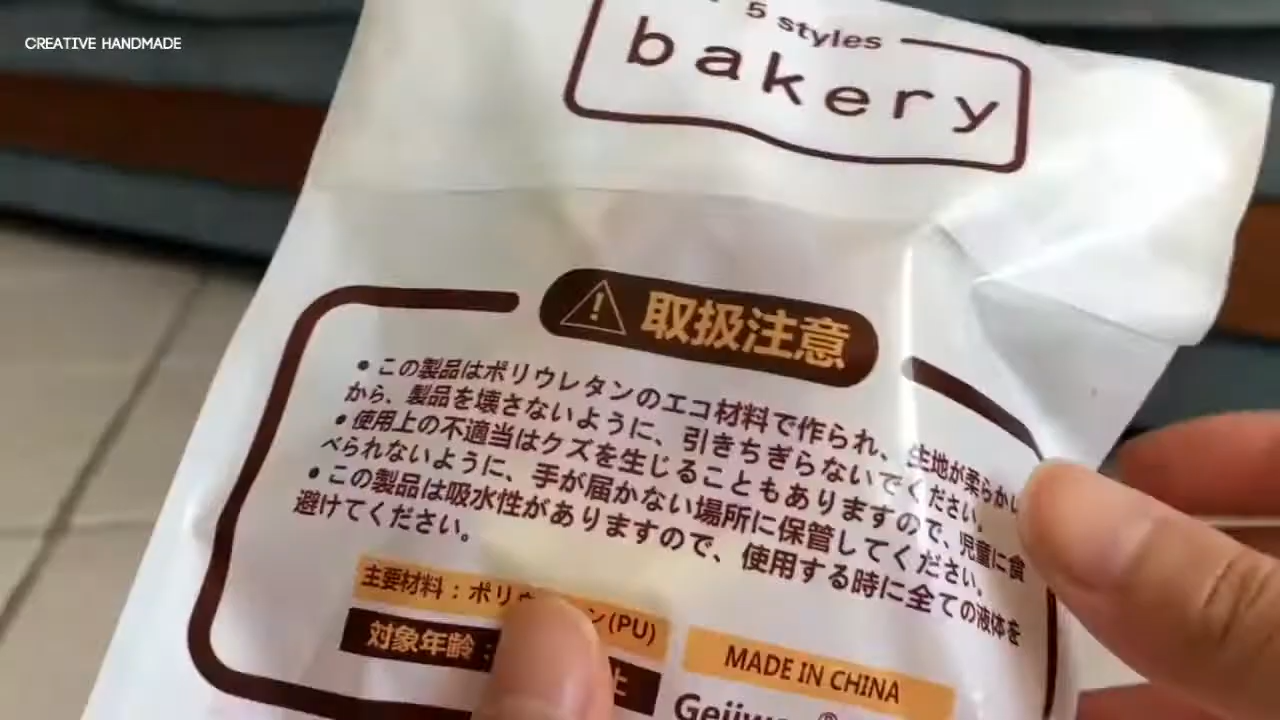 CREATIVE HANDMADE
5 styles
bakery
取扱注意
• この製品はポリウレタンのエコ材料で作られ、生地が柔らかい
から、製品を壊さないように、引きちぎらないでください。
• 使用上の不適当はクズを生じることもありますので、児童に食
べられないように、手が届かない場所に保管してください。
• この製品は吸水性がありますので、使用する時に全ての液体を
避けてください。
主要材料：ポリウ ン(PU)
対象年齢： 上
MADE IN CHINA